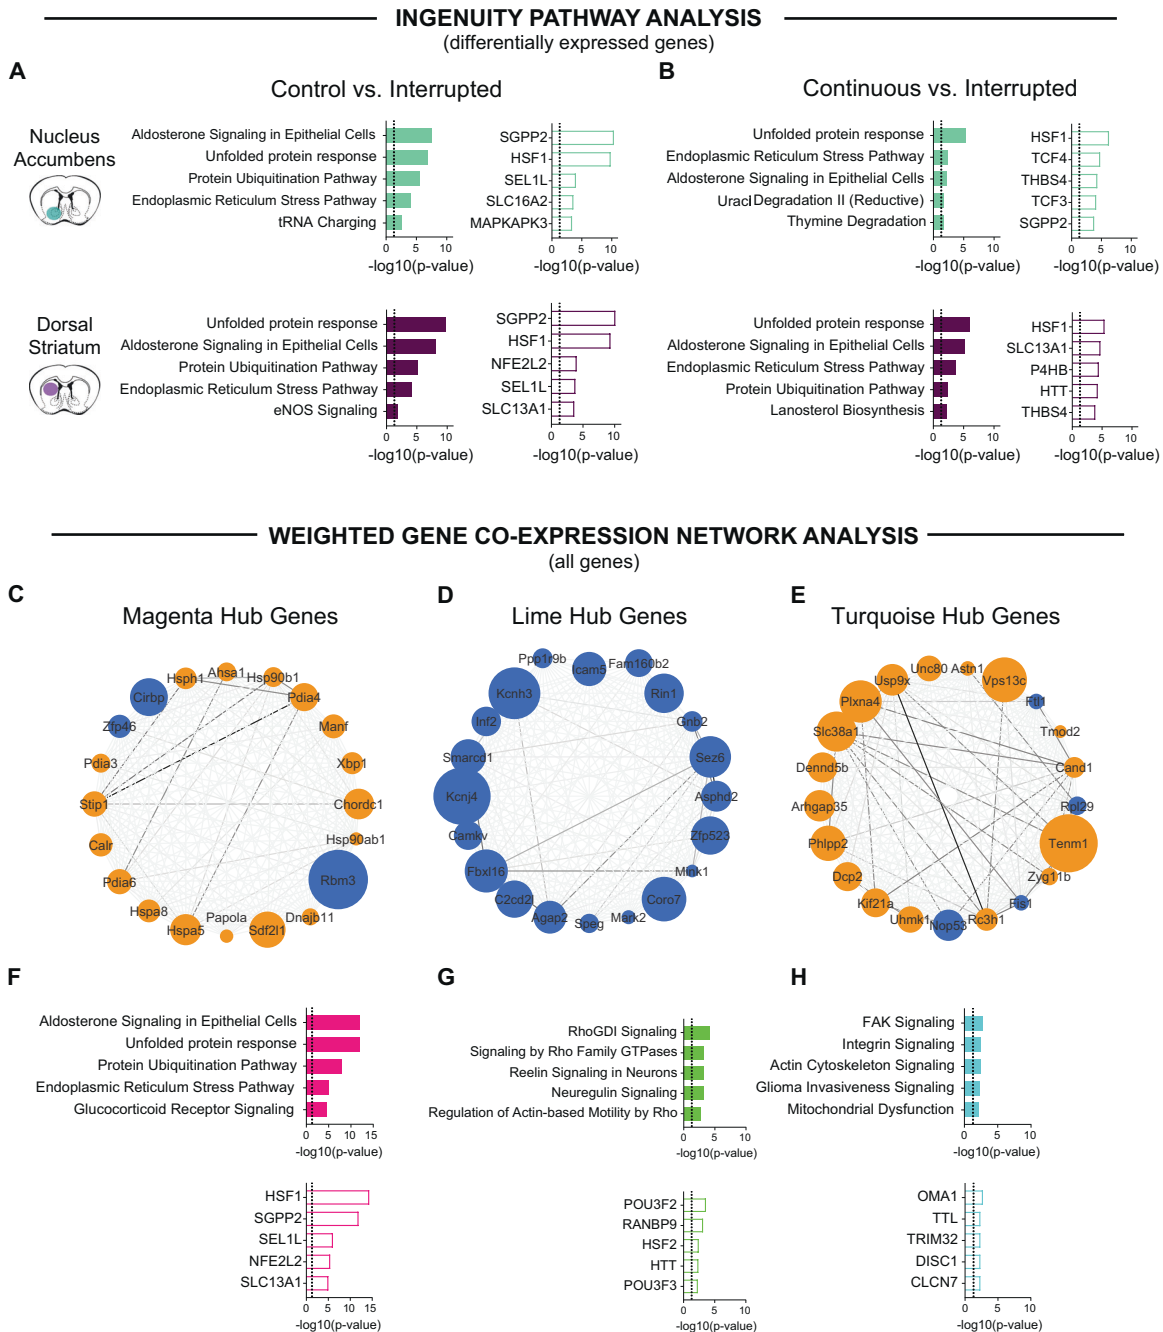 INGENUITY PATHWAY ANALYSIS
(differentially expressed genes)
A
Control vs. Interrupted
B
Continuous vs. Interrupted
Nucleus
Accumbens
Aldosterone Signaling in Epithelial Cells
Unfolded protein response
Protein Ubiquitination Pathway
Endoplasmic Reticulum Stress Pathway
tRNA Charging
0 5 10
-log10(p-value)
SGPP2
HSF1
SEL1L
SLC16A2
MAPKAPK3
0 5 10
-log10(p-value)
Unfolded protein response
Endoplasmic Reticulum Stress Pathway
Aldosterone Signaling in Epithelial Cells
Uracl Degradation II (Reductive)
Thymine Degradation
0 5 10
-log10(p-value)
HSF1
TCF4
THBS4
TCF3
SGPP2
0 5 10
-log10(p-value)
Dorsal
Striatum
Unfolded protein response
Aldosterone Signaling in Epithelial Cells
Protein Ubiquitination Pathway
Endoplasmic Reticulum Stress Pathway
eNOS Signaling
0 5 10
-log10(p-value)
SGPP2
HSF1
NFE2L2
SEL1L
SLC13A1
0 5 10
-log10(p-value)
Unfolded protein response
Aldosterone Signaling in Epithelial Cells
Endoplasmic Reticulum Stress Pathway
Protein Ubiquitination Pathway
Lanosterol Biosynthesis
0 5 10
-log10(p-value)
HSF1
SLC13A1
P4HB
HTT
THBS4
0 5 10
-log10(p-value)
WEIGHTED GENE CO-EXPRESSION NETWORK ANALYSIS
(all genes)
C
Magenta Hub Genes
Ahsa1
Hsp90b1
Hsph1
Pdia4
Cirbp
Manf
Zfp46
Xbp1
Pdia3
Stip1
Chordc1
Hsp90ab1
Calr
Rbm3
Pdia6
Hspa8
Papola
Dnajb11
Hspa5
Sdf2l1
D
Lime Hub Genes
Ppp1r9b
Icam5
Fam160b2
Kcnh3
Rin1
Inf2
Gnb2
Smarcd1
Sez6
Kcnj4
Asphd2
Camkv
Zfp523
Fbxl16
Mink1
C2cd2l
Coro7
Agap2
Speg
Mark2
E
Turquoise Hub Genes
Unc80
Astn1
Usp9x
Vps13c
Plxna4
Ftl1
Slc38a1
Tmod2
Dennd5b
Cand1
Arhgap35
Rpl29
Phlpp2
Tenm1
Dcp2
Zyg11b
Kif21a
Fis1
Uhmk1
Nop53
Rc3h1
F
Aldosterone Signaling in Epithelial Cells
Unfolded protein response
Protein Ubiquitination Pathway
Endoplasmic Reticulum Stress Pathway
Glucocorticoid Receptor Signaling
0 5 10 15
-log10(p-value)
HSF1
SGPP2
SEL1L
NFE2L2
SLC13A1
0 5 10 15
-log10(p-value)
G
RhoGDI Signaling
Signaling by Rho Family GTPases
Reelin Signaling in Neurons
Neuregulin Signaling
Regulation of Actin-based Motility by Rho
0 5 10
-log10(p-value)
POU3F2
RANBP9
HSF2
HTT
POU3F3
0 5 10
-log10(p-value)
H
FAK Signaling
Integrin Signaling
Actin Cytoskeleton Signaling
Glioma Invasiveness Signaling
Mitochondrial Dysfunction
0 5 10
-log10(p-value)
OMA1
TTL
TRIM32
DISC1
CLCN7
0 5 10
-log10(p-value)